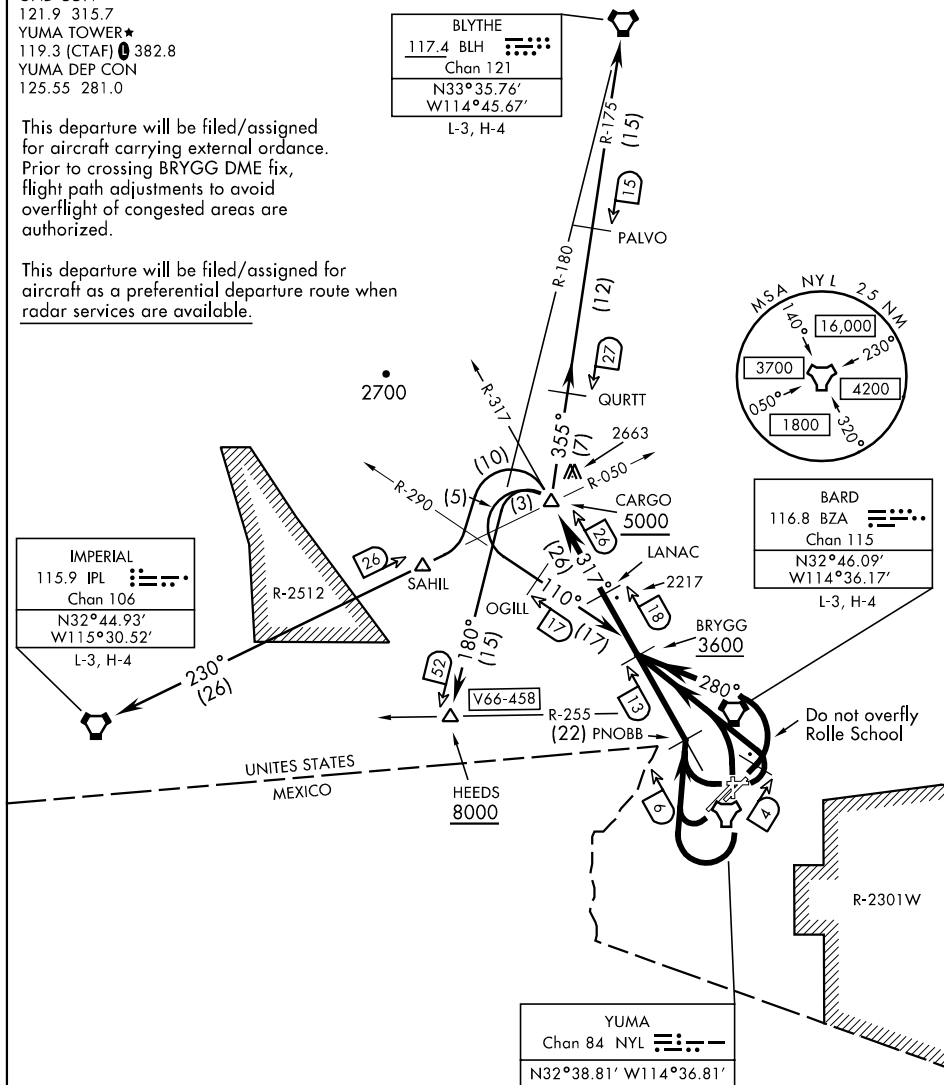 121.9 315.7
YUMA TOWER★
119.3 (CTAF) L 382.8
YUMA DEP CON
125.55 281.0
This departure will be filed/assigned
for aircraft carrying external ordance.
Prior to crossing BRYGG DME fix,
flight path adjustments to avoid
overflight of congested areas are
authorized.
This departure will be filed/assigned for
aircraft as a preferential departure route when
radar services are available.
BLYTHE
117.4 BLH
Chan 121
N33°35.76'
W114°45.67'
L-3, H-4
R-175
(15)
15
PALVO
R-180
(12)
27
QURTT
MSA NYL 25 NM
140°
16,000
230°
3700
4200
050°
1800
320°
2700
R-317
355°
(7)
2663
R-050
(10)
R-290
(5)
(3)
CARGO
5000
26
(26)
317°
LANAC
2217
18
BARD
116.8 BZA
Chan 115
N32°46.09'
W114°36.17'
L-3, H-4
IMPERIAL
115.9 IPL
Chan 106
N32°44.93'
W115°30.52'
L-3, H-4
R-2512
26
SAHIL
OGILL
110°
17
(17)
BRYGG
3600
230°
(26)
180°
(15)
52
V66-458
R-255
(22)
13
PNOBB
280°
Do not overfly
Rolle School
UNITES STATES
MEXICO
HEEDS
8000
6
4
R-2301W
YUMA
Chan 84 NYL
N32°38.81' W114°36.81'